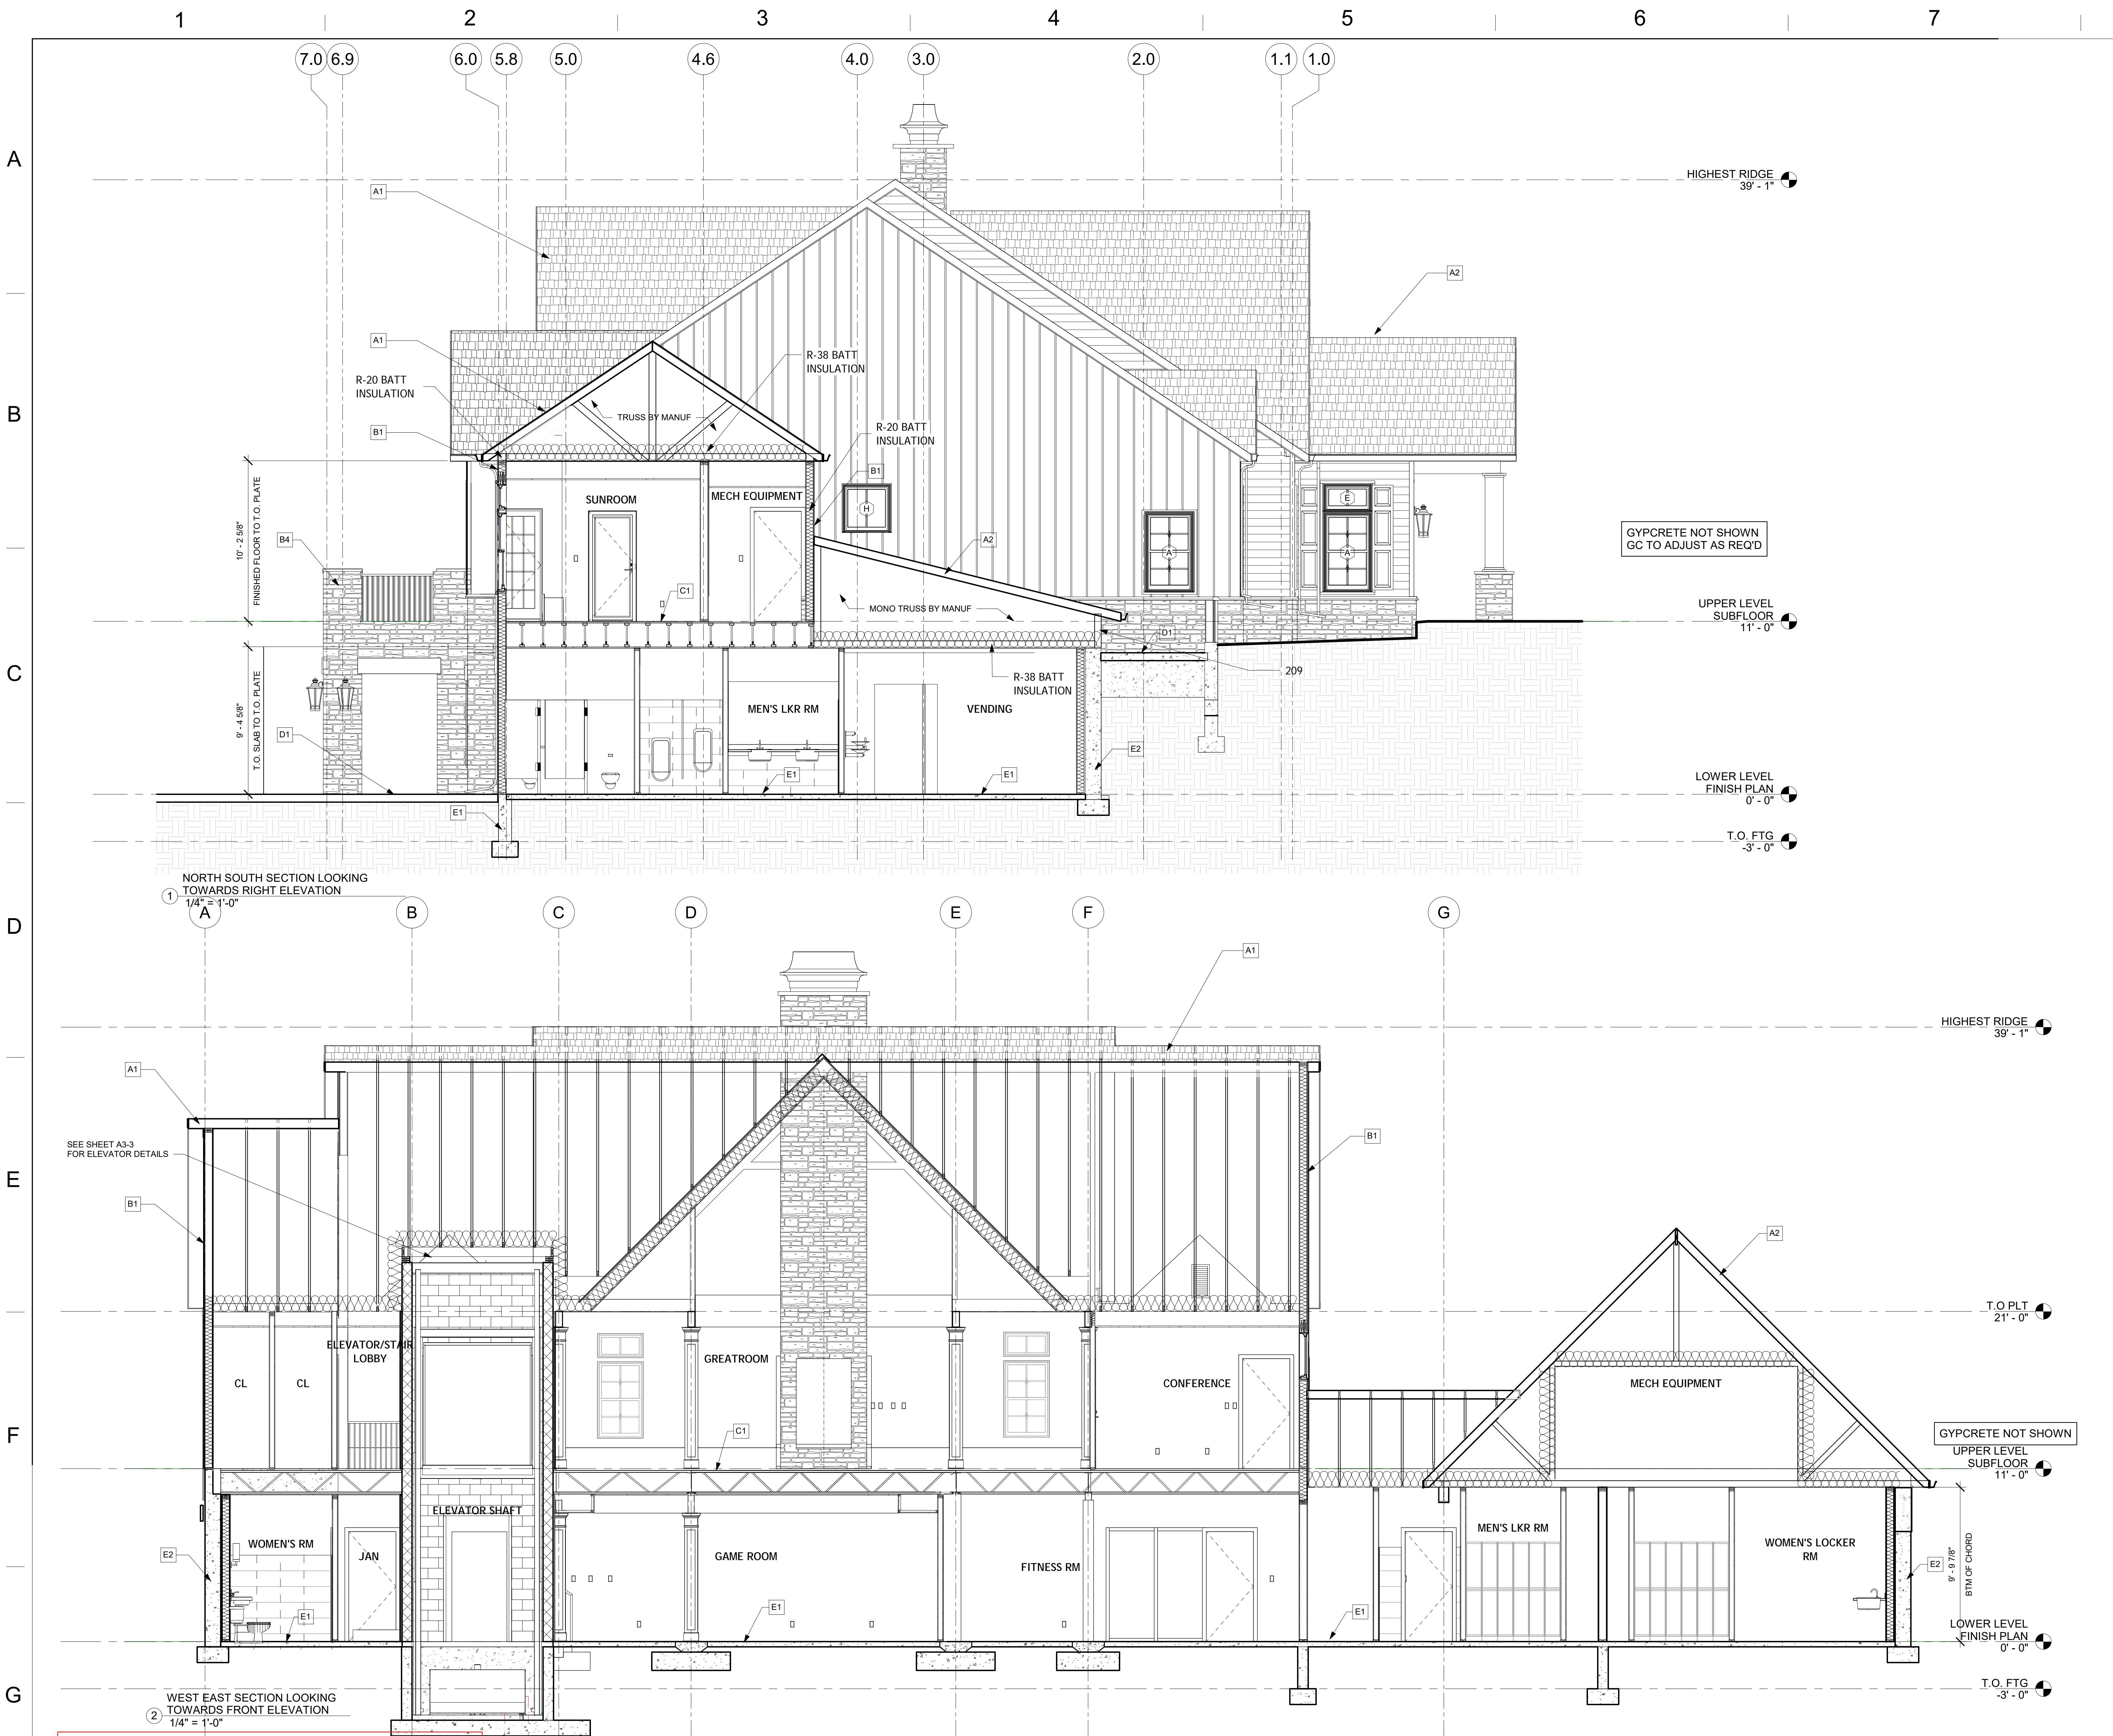 1 2 3 4 5 6 7
7.0 6.9 6.0 5.8 5.0 4.6 4.0 3.0 2.0 1.1 1.0
A
HIGHEST RIDGE
39' - 1"
A1
A2
A1
R-38 BATT
INSULATION
R-20 BATT
INSULATION
B
TRUSS BY MANUF
B1
R-20 BATT
INSULATION
B1
SUNROOM
MECH EQUIPMENT
H
E
A
A
10' - 2 5/8"
FINISHED FLOOR TO T.O. PLATE
B4
A2
GYPCRETE NOT SHOWN
GC TO ADJUST AS REQ'D
C1
MONO TRUSS BY MANUF
UPPER LEVEL
SUBFLOOR
11' - 0"
D1
C
209
R-38 BATT
INSULATION
9' - 4 5/8"
T.O. SLAB TO T.O. PLATE
MEN'S LKR RM
VENDING
D1
E2
E1
E1
LOWER LEVEL
FINISH PLAN
0' - 0"
E1
T.O. FTG
-3' - 0"
1
NORTH SOUTH SECTION LOOKING
TOWARDS RIGHT ELEVATION
1/4" = 1'-0"
D
A B C D E F G
A1
HIGHEST RIDGE
39' - 1"
A1
SEE SHEET A3-3
FOR ELEVATOR DETAILS
B1
E
B1
A2
T.O PLT
21' - 0"
ELEVATOR/STAIR
LOBBY
GREATROOM
CL
CL
CONFERENCE
MECH EQUIPMENT
F
C1
GYPCRETE NOT SHOWN
UPPER LEVEL
SUBFLOOR
11' - 0"
ELEVATOR SHAFT
WOMEN'S RM
JAN
GAME ROOM
FITNESS RM
MEN'S LKR RM
WOMEN'S LOCKER
RM
E2
E2
9' - 9 7/8"
BTM OF CHORD
E1
E1
E1
LOWER LEVEL
FINISH PLAN
0' - 0"
G
T.O. FTG
-3' - 0"
2
WEST EAST SECTION LOOKING
TOWARDS FRONT ELEVATION
1/4" = 1'-0"